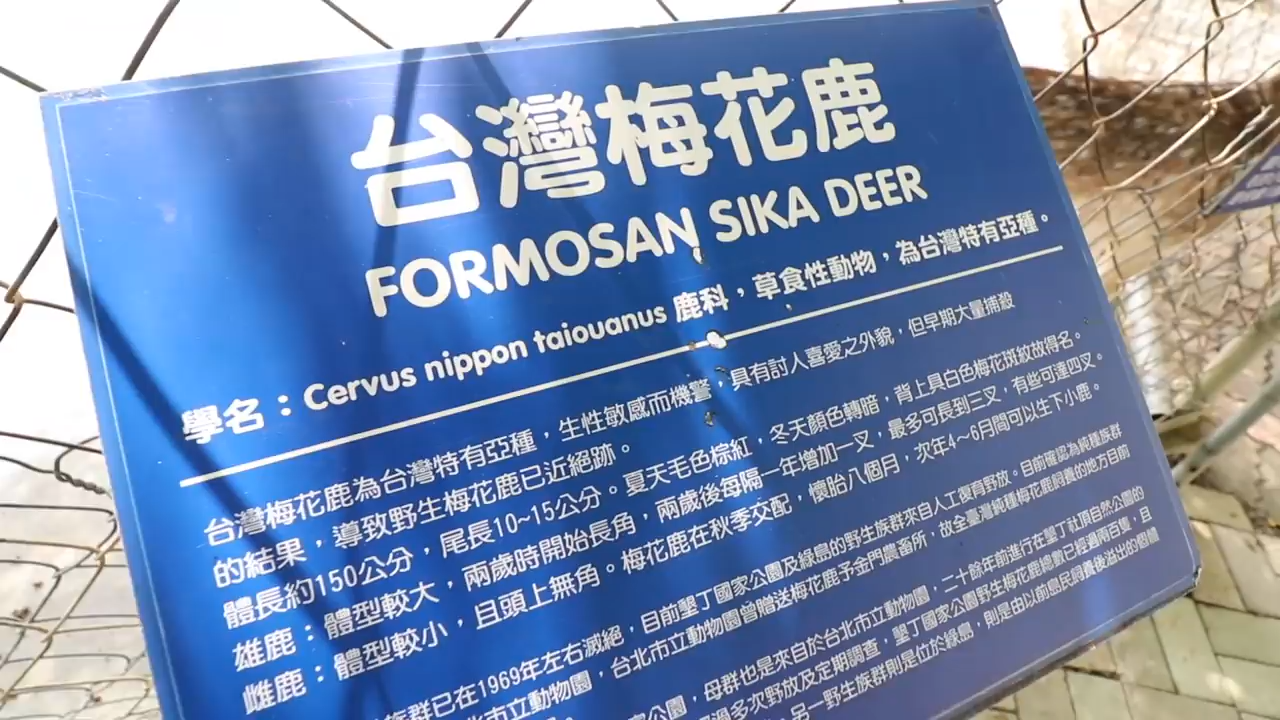 台灣梅花鹿
FORMOSAN SIKA DEER
學名：Cervus nippon taiouanus 鹿科，草食性動物，為台灣特有亞種。
台灣梅花鹿為台灣特有亞種，生性敏感而機警，具有討人喜愛之外貌，但早期大量捕殺
的結果，導致野生梅花鹿已近絕跡。
體長約150公分，尾長10~15公分。夏天毛色棕紅，冬天顏色轉暗，背上具白色梅花斑紋故得名。
雄鹿：體型較大，兩歲時開始長角，兩歲後每隔一年增加一叉，最多可長到三叉，有些可達四叉。
雌鹿：體型較小，且頭上無角。梅花鹿在秋季交配，懷胎八個月，次年4～6月間可以生下小鹿。
族群已在1969年左右滅絕，目前墾丁國家公園及綠島的野生族群來自人工復育野放。目前確認為純種族群
市立動物園，台北市立動物園曾贈送梅花鹿予金門農畜所，故全臺灣純種梅花鹿飼養的地方目前
公園，母群也是來自於台北市立動物園，二十餘年前進行在墾丁社頂自然公園的
過多次野放及定期調查，墾丁國家公園野生梅花鹿總數已經過兩百隻，且
另一野生族群則是位於綠島，則是由以前島民飼養後溢出的個體